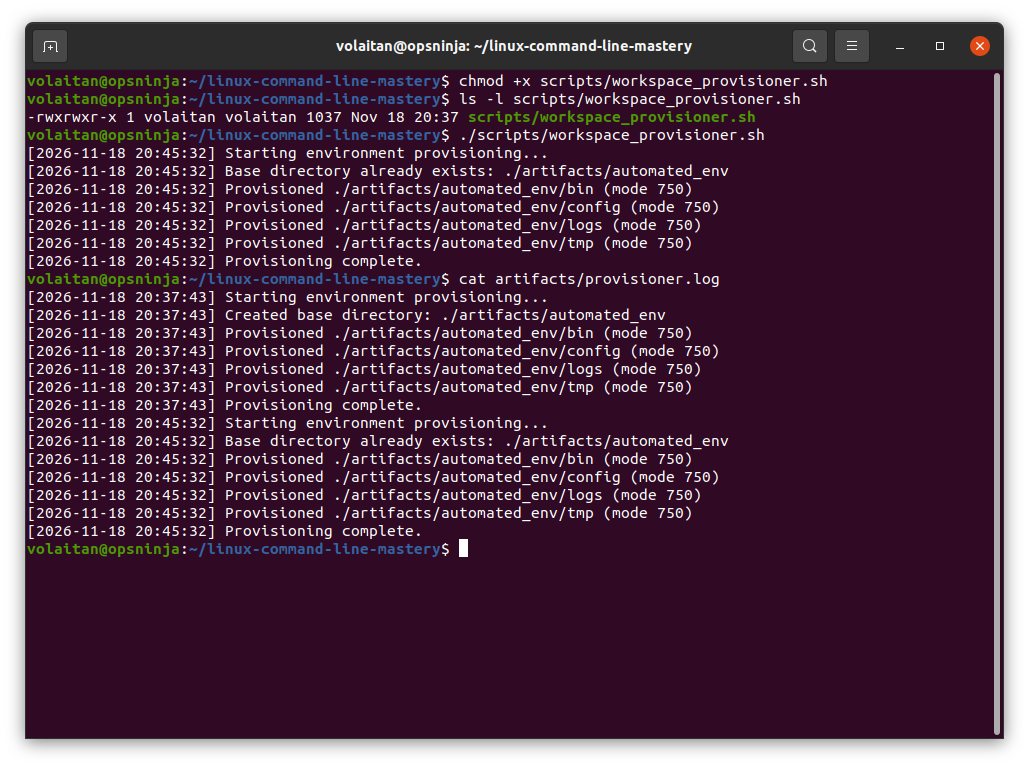 volaitan@opsninja: ~/linux-command-line-mastery
volaitan@opsninja:~/linux-command-line-mastery$ chmod +x scripts/workspace_provisioner.sh
volaitan@opsninja:~/linux-command-line-mastery$ ls -l scripts/workspace_provisioner.sh
-rwxrwxr-x 1 volaitan volaitan 1037 Nov 18 20:37 scripts/workspace_provisioner.sh
volaitan@opsninja:~/linux-command-line-mastery$ ./scripts/workspace_provisioner.sh
[2026-11-18 20:45:32] Starting environment provisioning...
[2026-11-18 20:45:32] Base directory already exists: ./artifacts/automated_env
[2026-11-18 20:45:32] Provisioned ./artifacts/automated_env/bin (mode 750)
[2026-11-18 20:45:32] Provisioned ./artifacts/automated_env/config (mode 750)
[2026-11-18 20:45:32] Provisioned ./artifacts/automated_env/logs (mode 750)
[2026-11-18 20:45:32] Provisioned ./artifacts/automated_env/tmp (mode 750)
[2026-11-18 20:45:32] Provisioning complete.
volaitan@opsninja:~/linux-command-line-mastery$ cat artifacts/provisioner.log
[2026-11-18 20:37:43] Starting environment provisioning...
[2026-11-18 20:37:43] Created base directory: ./artifacts/automated_env
[2026-11-18 20:37:43] Provisioned ./artifacts/automated_env/bin (mode 750)
[2026-11-18 20:37:43] Provisioned ./artifacts/automated_env/config (mode 750)
[2026-11-18 20:37:43] Provisioned ./artifacts/automated_env/logs (mode 750)
[2026-11-18 20:37:43] Provisioned ./artifacts/automated_env/tmp (mode 750)
[2026-11-18 20:37:43] Provisioning complete.
[2026-11-18 20:45:32] Starting environment provisioning...
[2026-11-18 20:45:32] Base directory already exists: ./artifacts/automated_env
[2026-11-18 20:45:32] Provisioned ./artifacts/automated_env/bin (mode 750)
[2026-11-18 20:45:32] Provisioned ./artifacts/automated_env/config (mode 750)
[2026-11-18 20:45:32] Provisioned ./artifacts/automated_env/logs (mode 750)
[2026-11-18 20:45:32] Provisioned ./artifacts/automated_env/tmp (mode 750)
[2026-11-18 20:45:32] Provisioning complete.
volaitan@opsninja:~/linux-command-line-mastery$